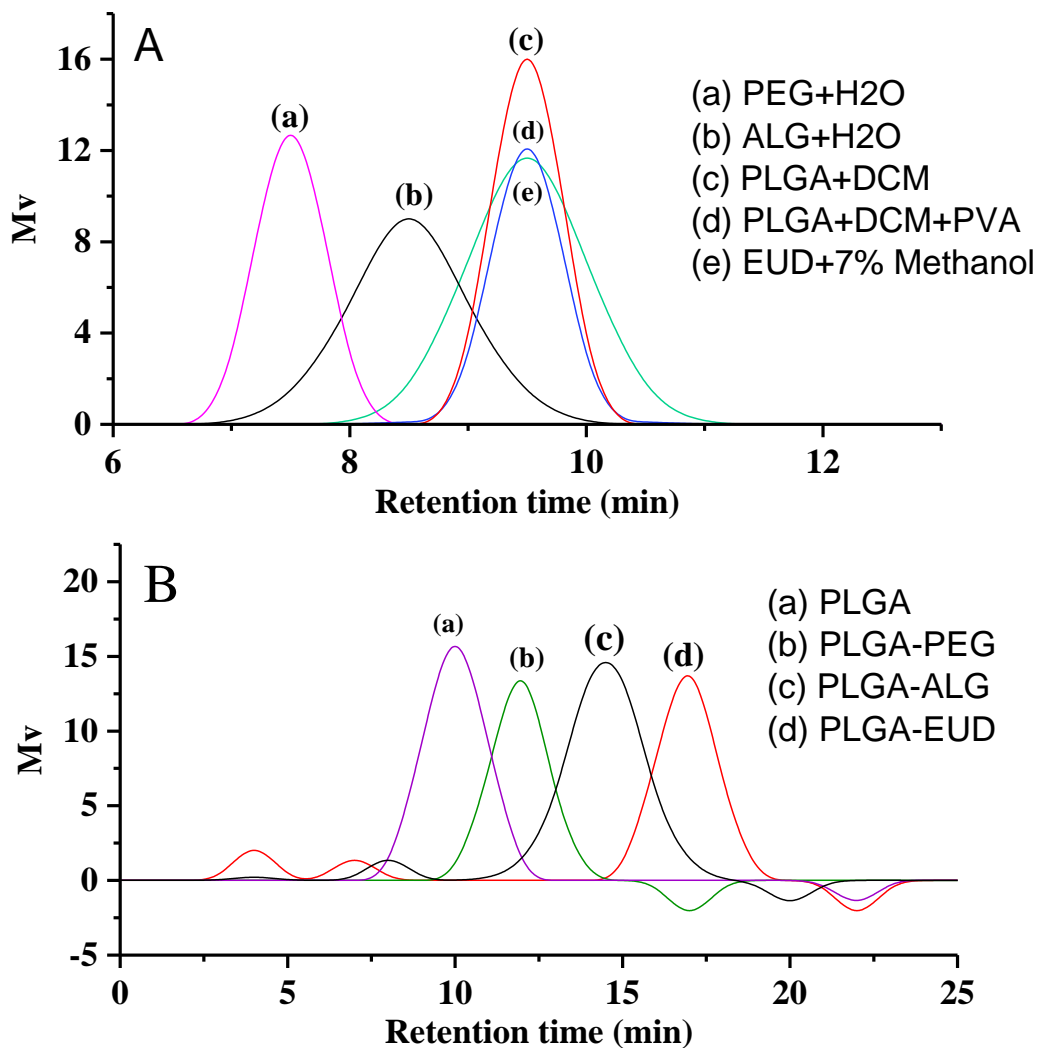 A
(a)
(b)
(c)
(d)
(e)
(a) PEG+H2O
(b) ALG+H2O
(c) PLGA+DCM
(d) PLGA+DCM+PVA
(e) EUD+7% Methanol
16
12
8
4
0
Mv
6 8 10 12
Retention time (min)
B
(a)
(b)
(c)
(d)
(a) PLGA
(b) PLGA-PEG
(c) PLGA-ALG
(d) PLGA-EUD
20
15
10
5
0
-5
Mv
0 5 10 15 20 25
Retention time (min)